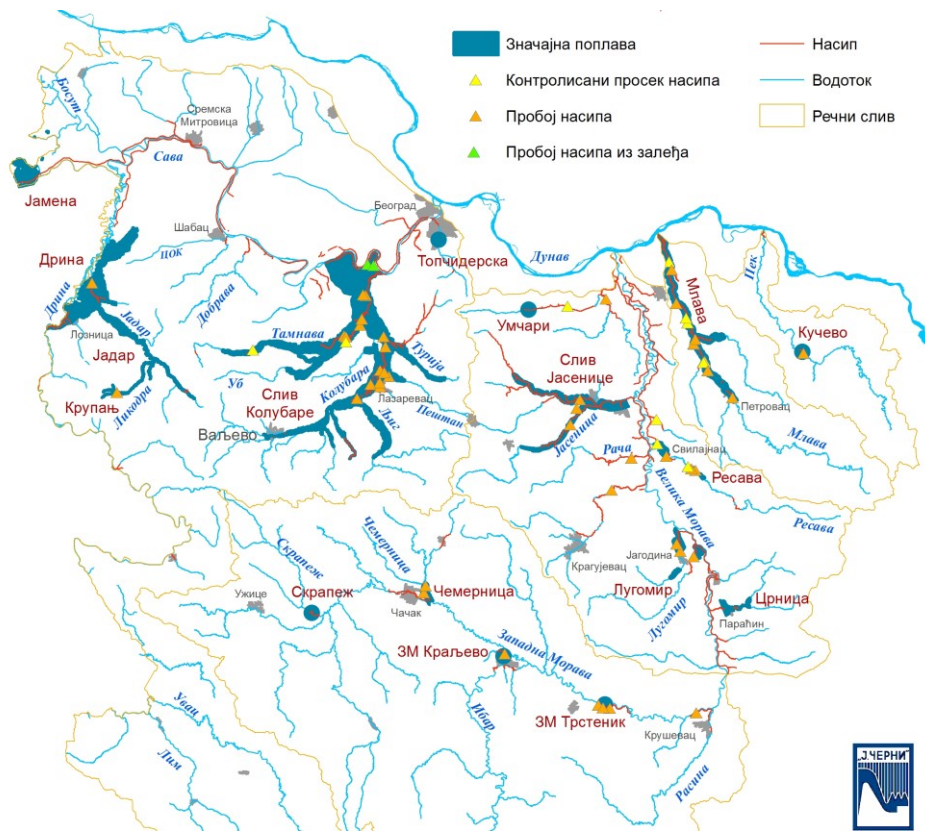 Значајна поплава
Контролисани просек насипа
Пробој насипа
Пробој насипа из залеђа
Насип
Водоток
Речни слив
Босут
Сремска
Митровица
Сава
Јамена
Шабац
Београд
Топчидерска
Дунав
Дрина
Дрина
ЦОК
Добрава
Јадар
Лозница
Јадар
Ликодра
Крупањ
Тамнава
Уб
Слив
Колубаре
Колубара
Турија
Лазаревац
Пештан
Љиг
Ваљево
Умчари
Слив
Јасенице
Јасеница
Рача
Млава
Пек
Кучево
Петровац
Млава
Свилајнац
Ресава
Ресава
Велика Морава
Крагујевац
Јагодина
Лугомир
Лугомир
Црница
Параћин
Скрапеж
Чемерница
Ужице
Скрапеж
Чачак
Чемерница
ЗМ Краљево
Западна Морава
Ибар
ЗМ Трстеник
Крушевац
Расина
Увац
Лим
„Ј.ЧЕРНИ"